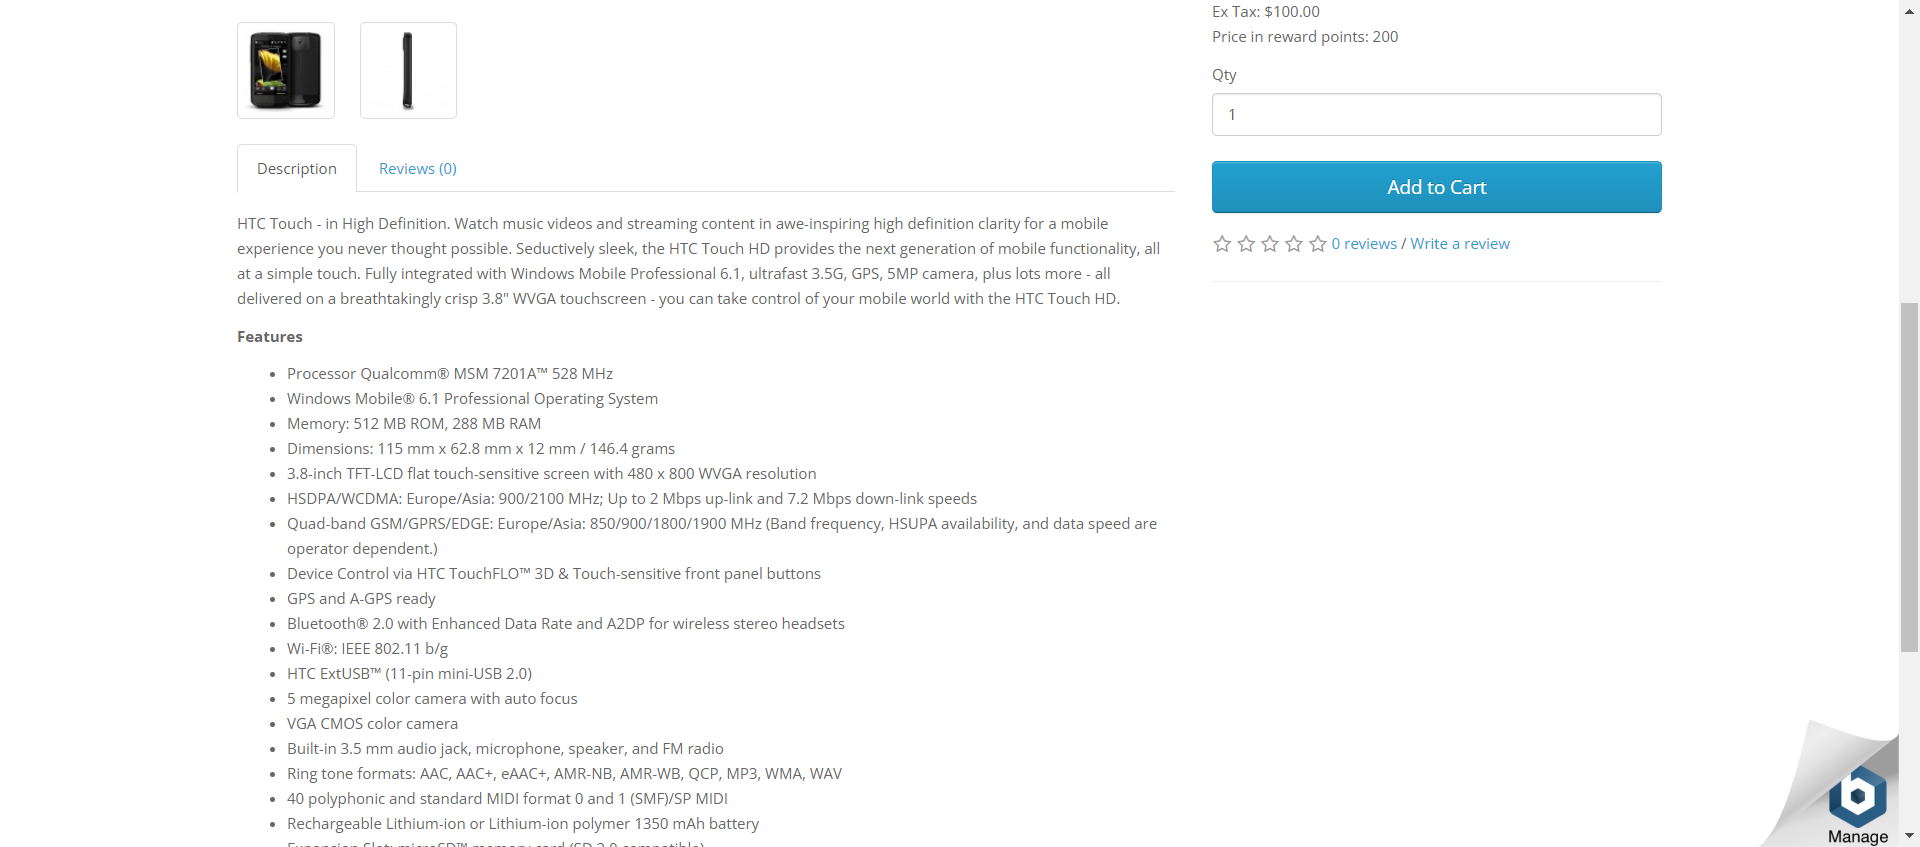 Ex Tax: $100.00
Price in reward points: 200
Qty
1
Add to Cart
0 reviews / Write a review
Description
Reviews (0)
HTC Touch - in High Definition. Watch music videos and streaming content in awe-inspiring high definition clarity for a mobile
experience you never thought possible. Seductively sleek, the HTC Touch HD provides the next generation of mobile functionality, all
at a simple touch. Fully integrated with Windows Mobile Professional 6.1, ultrafast 3.5G, GPS, 5MP camera, plus lots more - all
delivered on a breathtakingly crisp 3.8" WVGA touchscreen - you can take control of your mobile world with the HTC Touch HD.
Features
• Processor Qualcomm® MSM 7201A™ 528 MHz
• Windows Mobile® 6.1 Professional Operating System
• Memory: 512 MB ROM, 288 MB RAM
• Dimensions: 115 mm x 62.8 mm x 12 mm / 146.4 grams
• 3.8-inch TFT-LCD flat touch-sensitive screen with 480 x 800 WVGA resolution
• HSDPA/WCDMA: Europe/Asia: 900/2100 MHz; Up to 2 Mbps up-link and 7.2 Mbps down-link speeds
• Quad-band GSM/GPRS/EDGE: Europe/Asia: 850/900/1800/1900 MHz (Band frequency, HSUPA availability, and data speed are
operator dependent.)
• Device Control via HTC TouchFLO™ 3D & Touch-sensitive front panel buttons
• GPS and A-GPS ready
• Bluetooth® 2.0 with Enhanced Data Rate and A2DP for wireless stereo headsets
• Wi-Fi®: IEEE 802.11 b/g
• HTC ExtUSB™ (11-pin mini-USB 2.0)
• 5 megapixel color camera with auto focus
• VGA CMOS color camera
• Built-in 3.5 mm audio jack, microphone, speaker, and FM radio
• Ring tone formats: AAC, AAC+, eAAC+, AMR-NB, AMR-WB, QCP, MP3, WMA, WAV
• 40 polyphonic and standard MIDI format 0 and 1 (SMF)/SP MIDI
• Rechargeable Lithium-ion or Lithium-ion polymer 1350 mAh battery
• Expansion Slot: microSD™ memory card (SD 2.0 compatible)
b
Manage